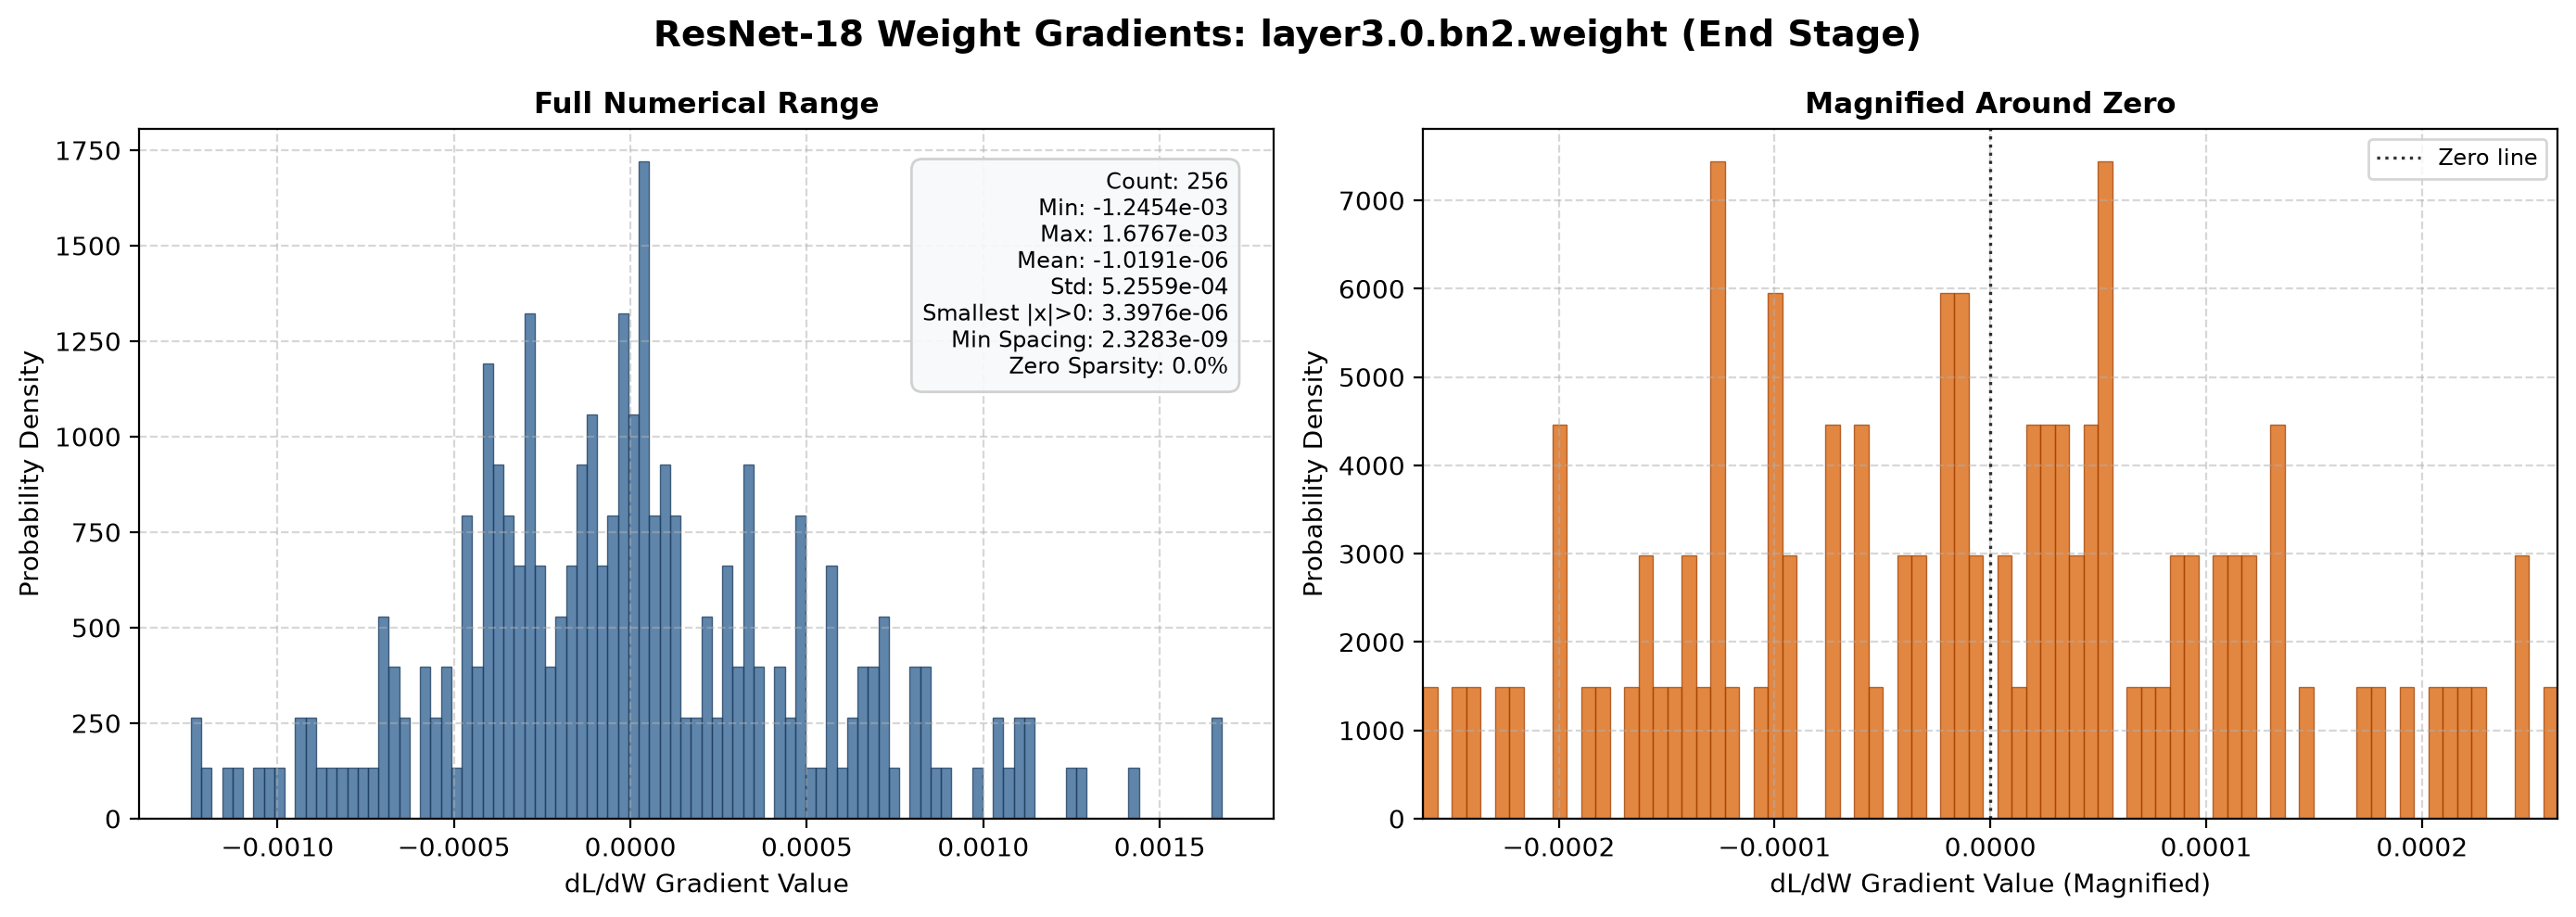 ResNet-18 Weight Gradients: layer3.0.bn2.weight (End Stage)
Full Numerical Range
Probability Density
1750
1500
1250
1000
750
500
250
0
Count: 256
Min: -1.2454e-03
Max: 1.6767e-03
Mean: -1.0191e-06
Std: 5.2559e-04
Smallest |x|>0: 3.3976e-06
Min Spacing: 2.3283e-09
Zero Sparsity: 0.0%
−0.0010 −0.0005 0.0000 0.0005 0.0010 0.0015
dL/dW Gradient Value
Magnified Around Zero
Probability Density
7000
6000
5000
4000
3000
2000
1000
0
Zero line
−0.0002 −0.0001 0.0000 0.0001 0.0002
dL/dW Gradient Value (Magnified)